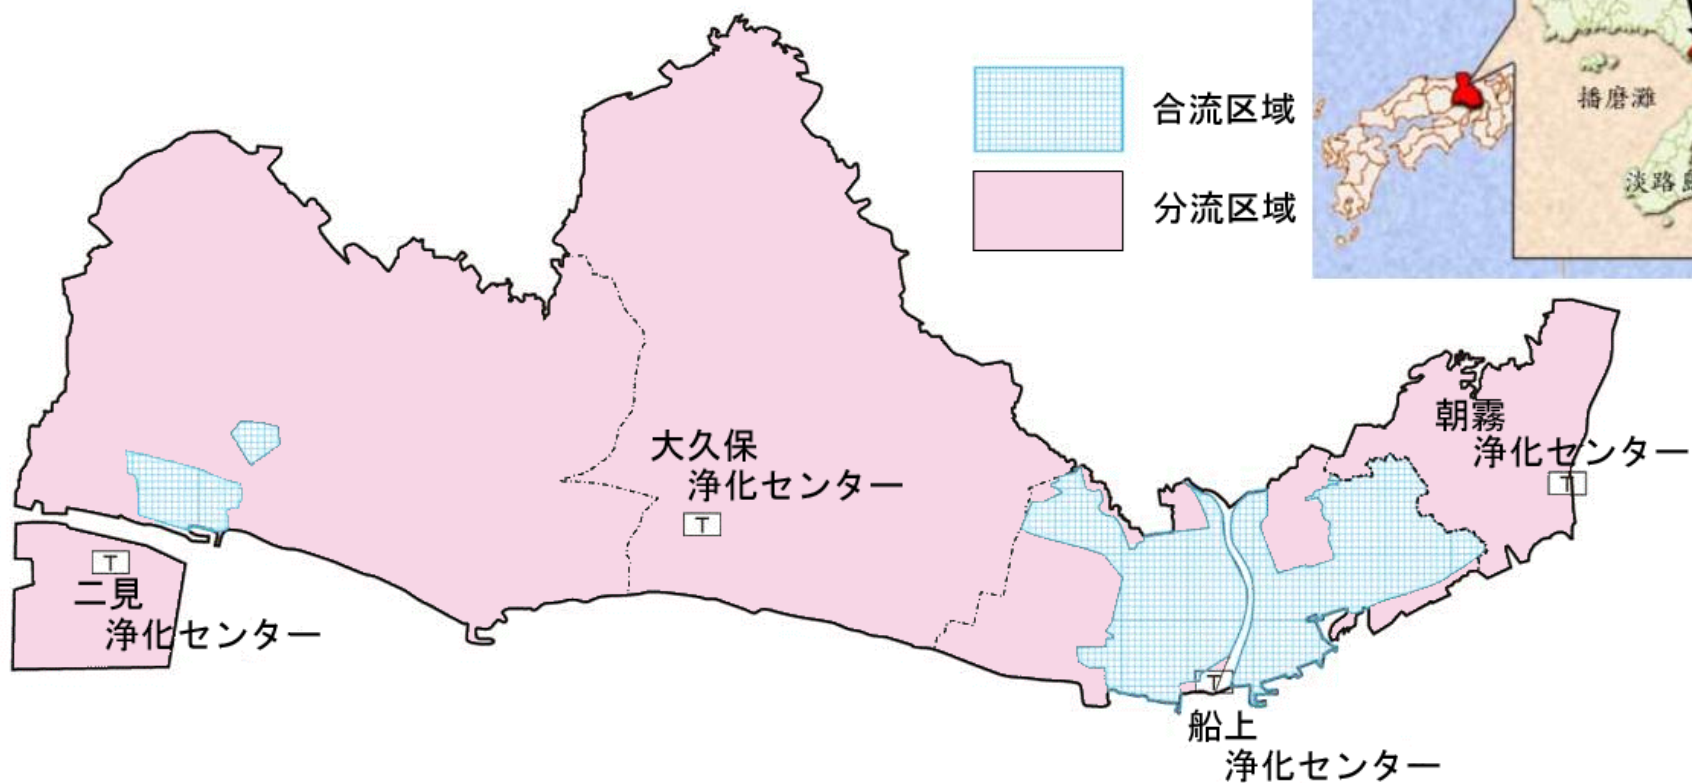 合流区域
分流区域
播磨灘
淡路島
大久保
浄化センター
T
朝霧
浄化センター
T
T
二見
浄化センター
T
船上
浄化センター